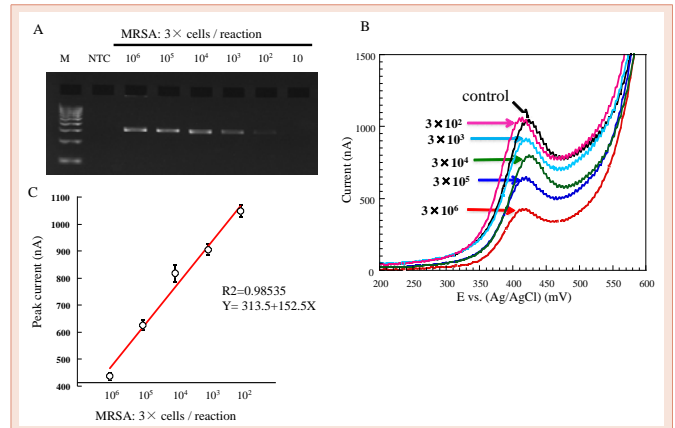 A
MRSA: 3× cells / reaction
M NTC 10⁶ 10⁵ 10⁴ 10³ 10² 10
B
1500
1000
500
0
Current (nA)
control
3×10²
3×10³
3×10⁴
3×10⁵
3×10⁶
200 250 300 350 400 450 500 550 600
E vs. (Ag/AgCl) (mV)
C
1100
1000
900
800
700
600
500
400
Peak current (nA)
R2=0.98535
Y= 313.5+152.5X
10⁶ 10⁵ 10⁴ 10³ 10²
MRSA: 3× cells / reaction